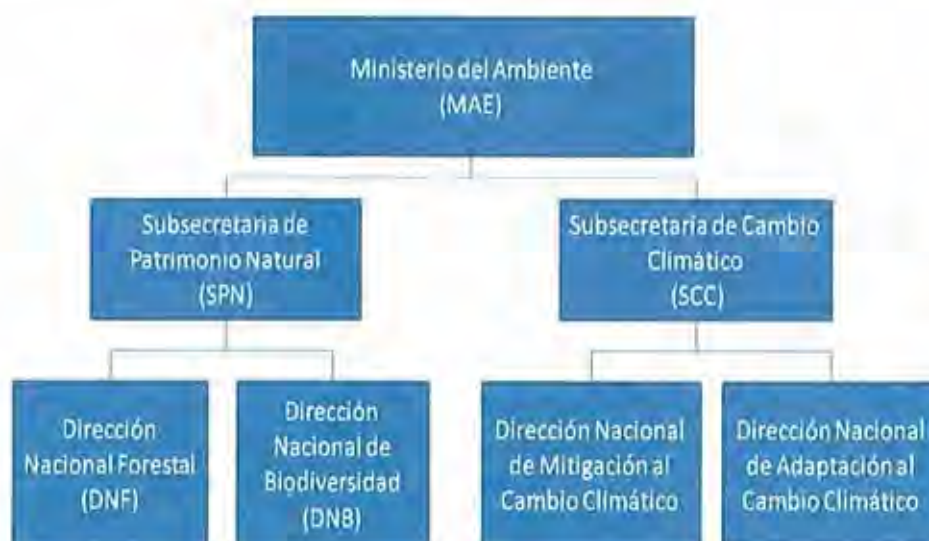 Ministerio del Ambiente
(MAE)
Subsecretaria de
Patrimonio Natural
(SPN)
Subsecretaría de Cambio
Climático
(SCC)
Dirección
Nacional Forestal
(DNF)
Dirección
Nacional de
Biodiversidad
(DNB)
Dirección Nacional
de Mitigación al
Cambio Climático
Dirección Nacional
de Adaptación al
Cambio Climático